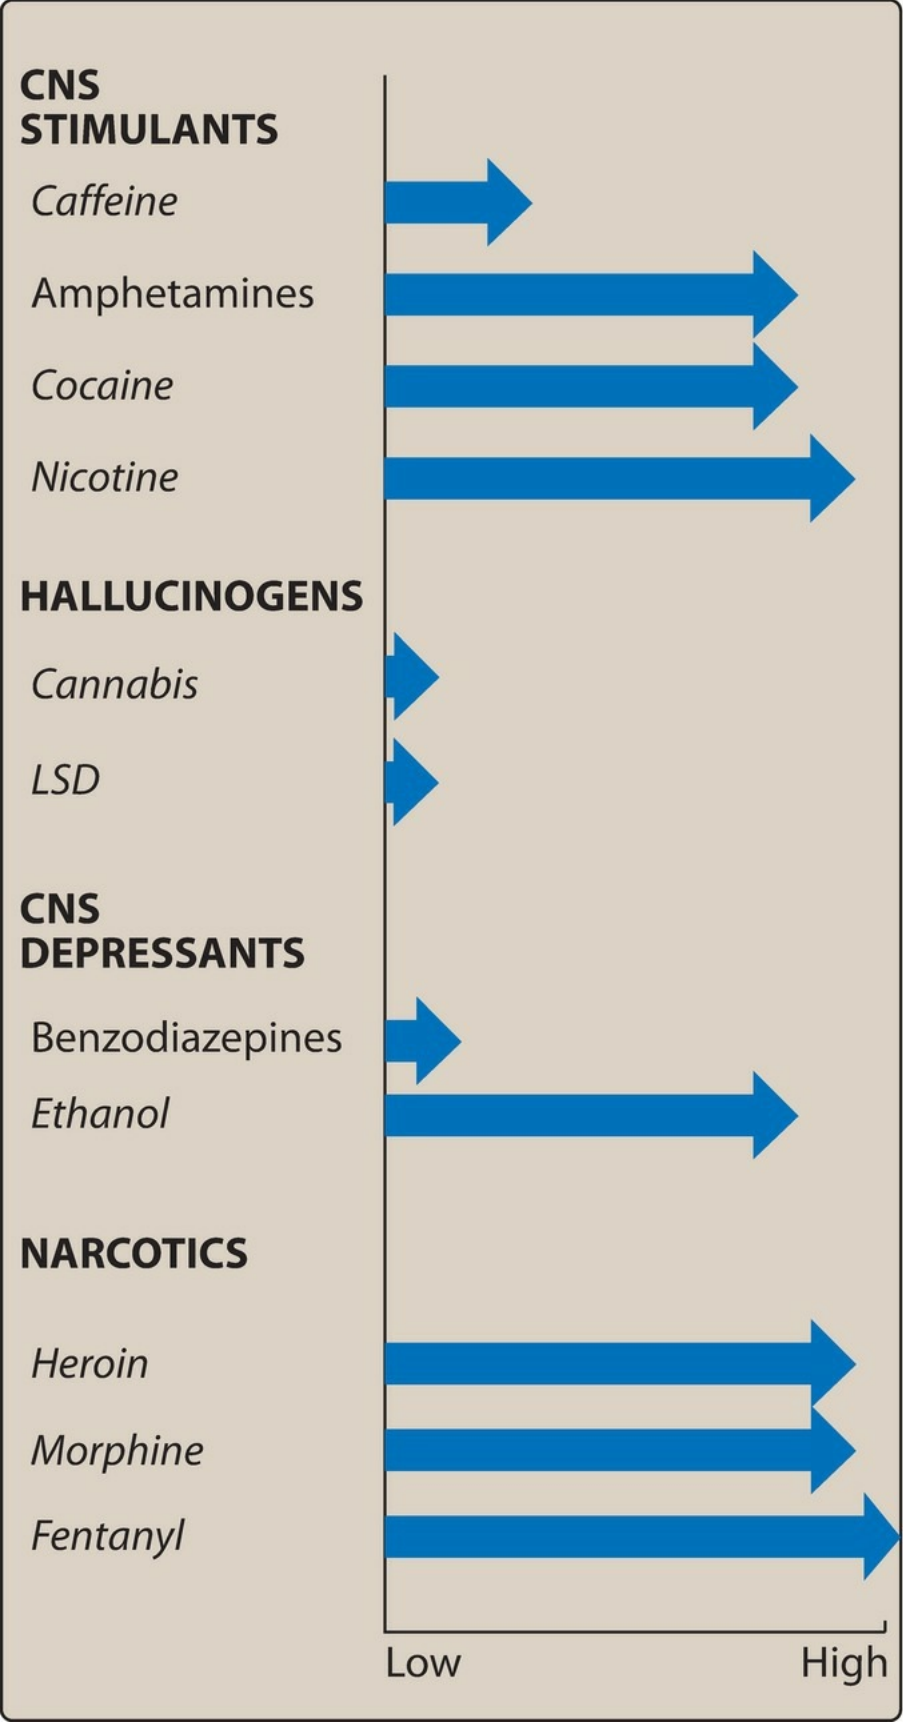 CNS
STIMULANTS
Caffeine
Amphetamines
Cocaine
Nicotine
HALLUCINOGENS
Cannabis
LSD
CNS
DEPRESSANTS
Benzodiazepines
Ethanol
NARCOTICS
Heroin
Morphine
Fentanyl
Low High